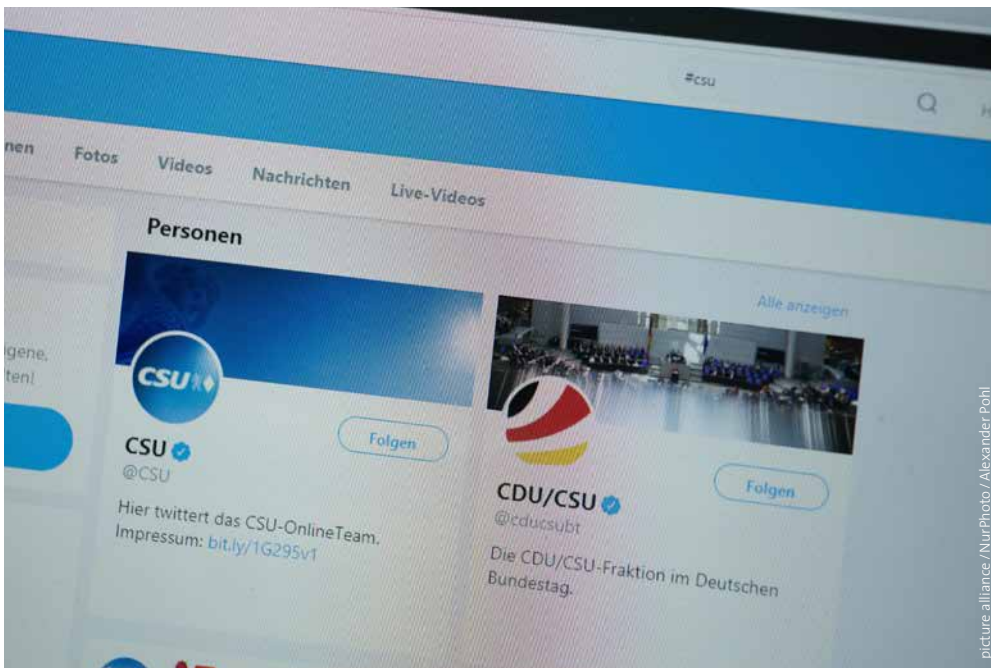 #csu
nen Fotos Videos Nachrichten Live-Videos
Personen
Alle anzeigen
igene,
ten!
CSU
CSU
@CSU
Folgen
Hier twittert das CSU-OnlineTeam.
Impressum: bit.ly/1G295v1
CDU/CSU
@cducsubt
Folgen
Die CDU/CSU-Fraktion im Deutschen
Bundestag.
picture alliance / NurPhoto / Alexander Pohl